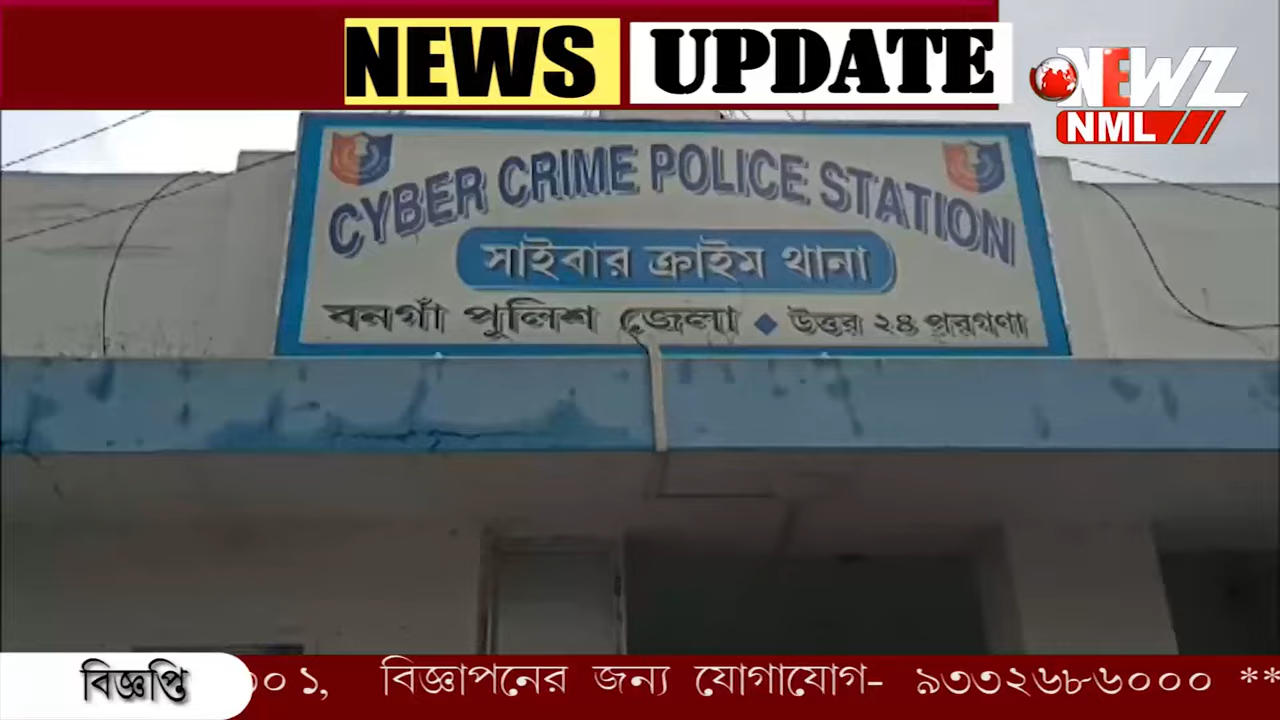 NEWS UPDATE
NEWZ
NML
CYBER CRIME POLICE STATION
সাইবার ক্রাইম থানা
বনগাঁ পুলিশ জেলা ◆ উত্তর ২৪ পরগণা
বিজ্ঞপ্তি
০০১, বিজ্ঞাপনের জন্য যোগাযোগ- ৯৩৩২৬৮৬০০০ **